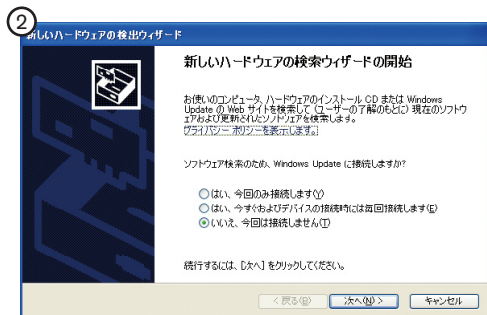 ②
新しいハードウェアの検出ウィザード
新しいハードウェアの検索ウィザードの開始
お使いのコンピュータ、ハードウェアのインストール CD または Windows
Update の Web サイトを検索して (ユーザーの了解のもとに) 現在のソフトウ
ェアおよび更新されたソフトウェアを検索します。
プライバシー ポリシーを表示します。
ソフトウェア検索のため、Windows Update に接続しますか?
はい、今回のみ接続します(Y)
はい、今すぐおよびデバイスの接続時には毎回接続します(E)
いいえ、今回は接続しません(T)
続行するには、[次へ] をクリックしてください。
< 戻る(B) 次へ(N) > キャンセル